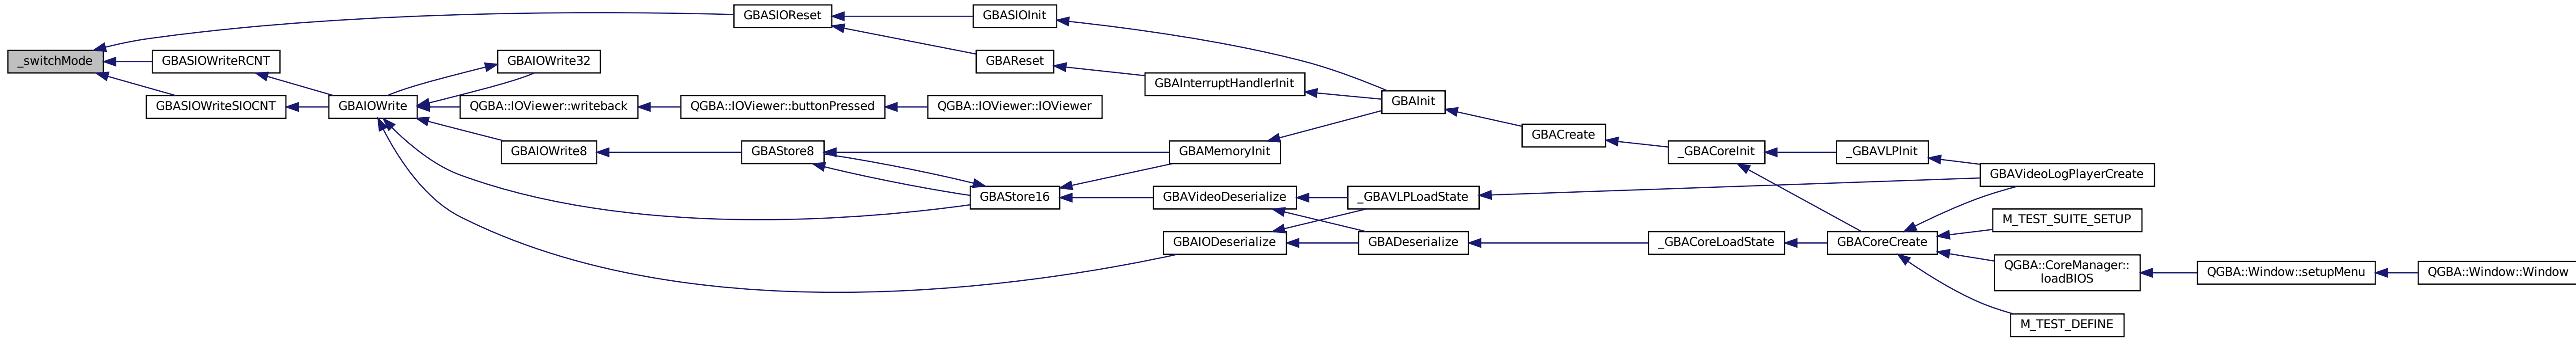 _switchMode
GBASIOReset
GBASIOInit
GBASIOWriteRCNT
GBAIOWrite32
GBAReset
GBAInterruptHandlerInit
GBASIOWriteSIOCNT
GBAIOWrite
QGBA::IOViewer::writeback
QGBA::IOViewer::buttonPressed
QGBA::IOViewer::IOViewer
GBAInit
GBACreate
GBAIOWrite8
GBAStore8
GBAMemoryInit
_GBACoreInit
_GBAVLPInit
GBAStore16
GBAVideoDeserialize
_GBAVLPLoadState
GBAVideoLogPlayerCreate
M_TEST_SUITE_SETUP
GBAIODeserialize
GBADeserialize
_GBACoreLoadState
GBACoreCreate
QGBA::CoreManager::
loadBIOS
QGBA::Window::setupMenu
QGBA::Window::Window
M_TEST_DEFINE